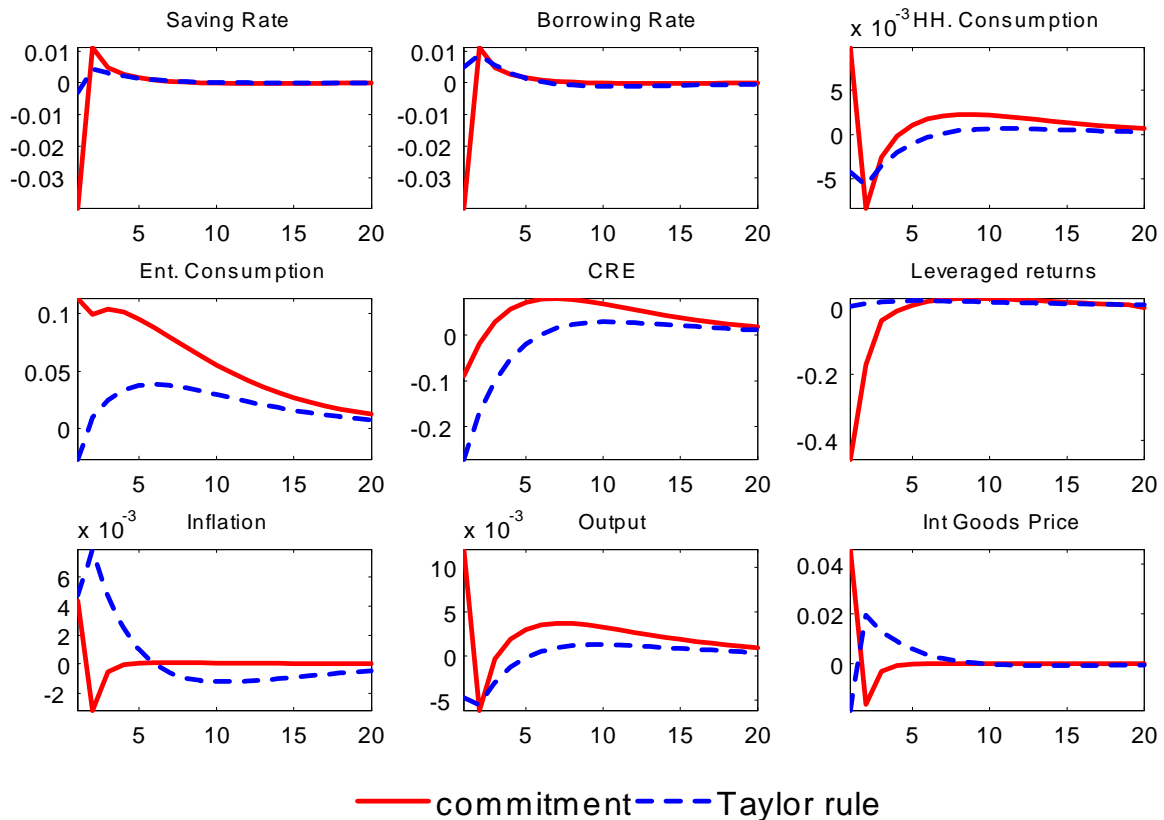 Saving Rate
Borrowing Rate
x 10^-3 HH. Consumption
0.01
0
-0.01
-0.02
-0.03
5 10 15 20
0.01
0
-0.01
-0.02
-0.03
5 10 15 20
5
0
-5
5 10 15 20
Ent. Consumption
CRE
Leveraged returns
0.1
0.05
0
5 10 15 20
0
-0.1
-0.2
5 10 15 20
0
-0.2
-0.4
5 10 15 20
x 10^-3
Inflation
x 10^-3
Output
Int Goods Price
6
4
2
0
-2
5 10 15 20
10
5
0
-5
5 10 15 20
0.04
0.02
0
5 10 15 20
commitment Taylor rule